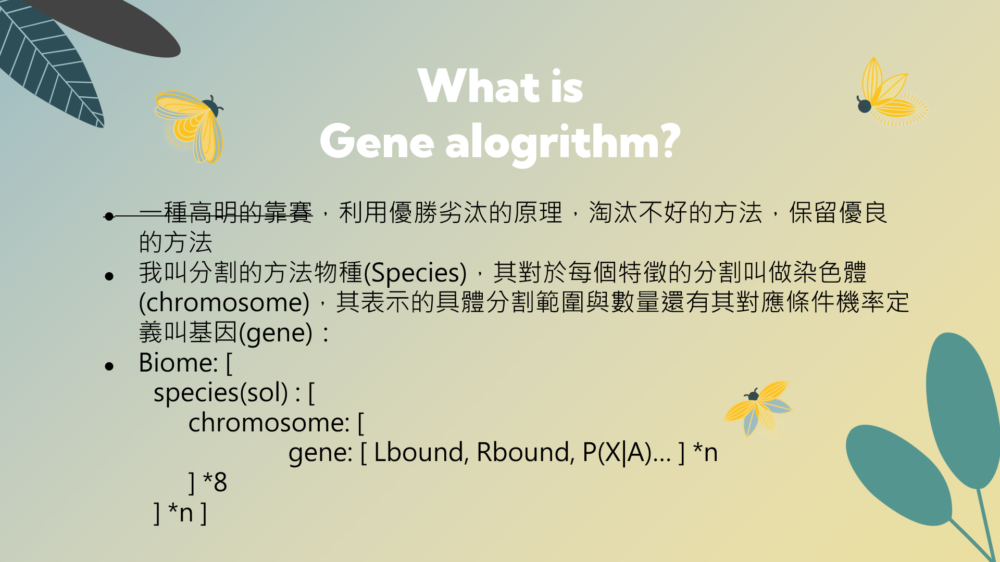 What is
Gene alogrithm?
● 一種高明的靠賽，利用優勝劣汰的原理，淘汰不好的方法，保留優良
的方法
● 我叫分割的方法物種(Species)，其對於每個特徵的分割叫做染色體
(chromosome)，其表示的具體分割範圍與數量還有其對應條件機率定
義叫基因(gene)：
● Biome: [
species(sol) : [
chromosome: [
gene: [ Lbound, Rbound, P(X|A)… ] *n
] *8
] *n ]